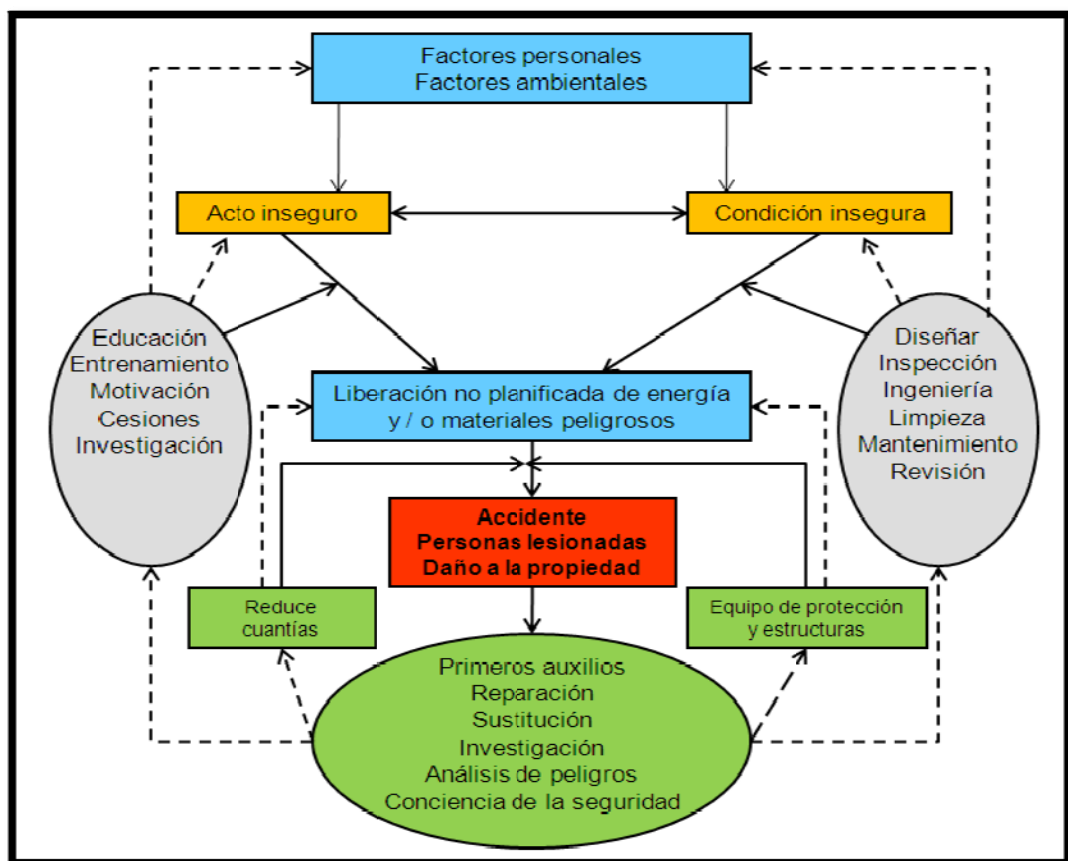 Factores personales
Factores ambientales
Acto inseguro
Condición insegura
Educación
Entrenamiento
Motivación
Cesiones
Investigación
Diseñar
Inspección
Ingeniería
Limpieza
Mantenimiento
Revisión
Liberación no planificada de energía
y / o materiales peligrosos
Accidente
Personas lesionadas
Daño a la propiedad
Reduce
cuantías
Equipo de protección
y estructuras
Primeros auxilios
Reparación
Sustitución
Investigación
Análisis de peligros
Conciencia de la seguridad